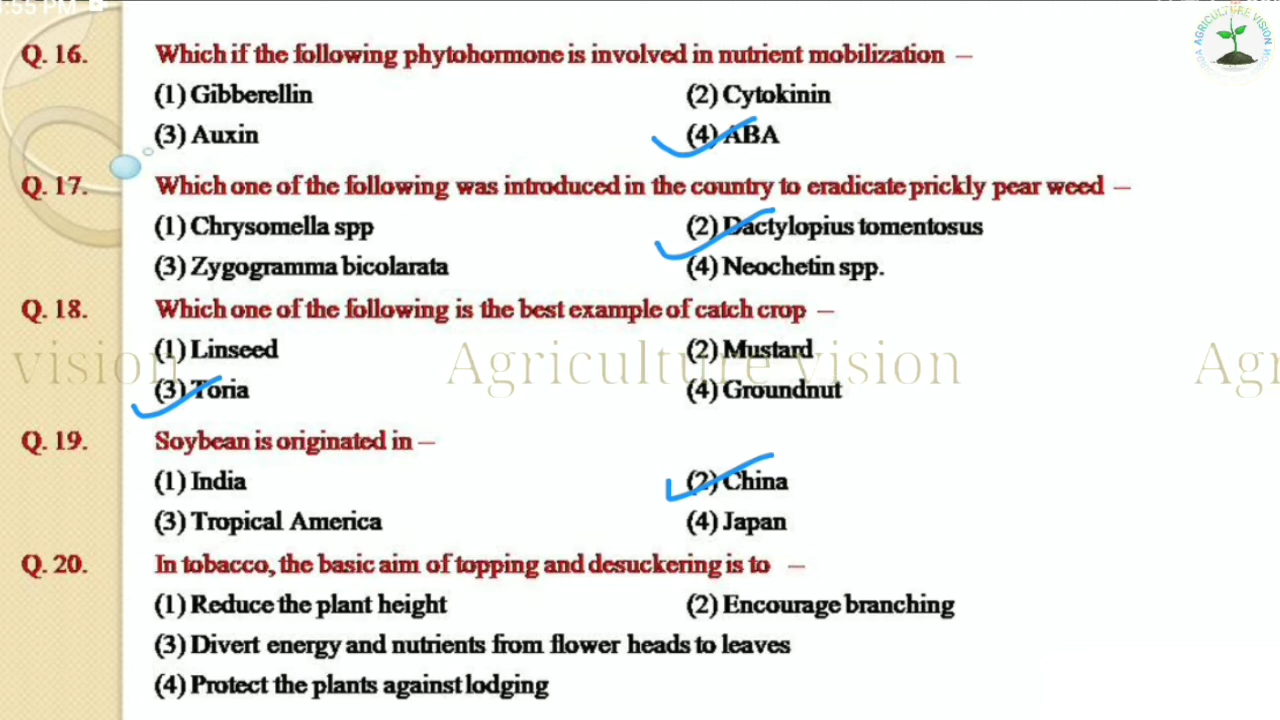 :55 PM
Q. 16. Which if the following phytohormone is involved in nutrient mobilization –
(1) Gibberellin (2) Cytokinin
(3) Auxin (4) ABA
Q. 17. Which one of the following was introduced in the country to eradicate prickly pear weed –
(1) Chrysomella spp (2) Dactylopius tomentosus
(3) Zygogramma bicolarata (4) Neochetin spp.
Q. 18. Which one of the following is the best example of catch crop –
(1) Linseed (2) Mustard
vision Agriculture vision Agr
(3) Toria (4) Groundnut
Q. 19. Soybean is originated in –
(1) India (2) China
(3) Tropical America (4) Japan
Q. 20. In tobacco, the basic aim of topping and desuckering is to –
(1) Reduce the plant height (2) Encourage branching
(3) Divert energy and nutrients from flower heads to leaves
(4) Protect the plants against lodging
AGRICULTURE VISION